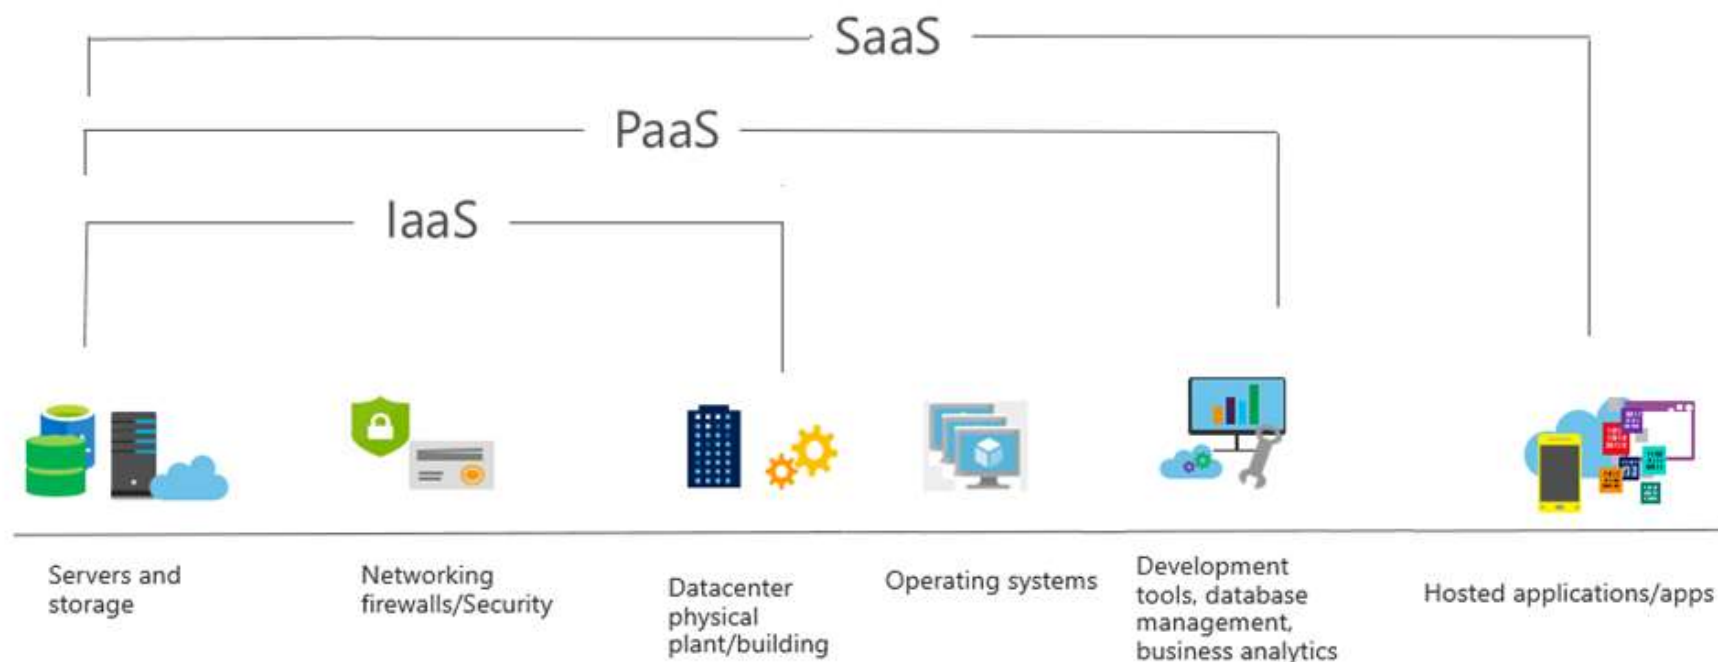 SaaS
PaaS
IaaS
Servers and
storage
Networking
firewalls/Security
Datacenter
physical
plant/building
Operating systems
Development
tools, database
management,
business analytics
Hosted applications/apps